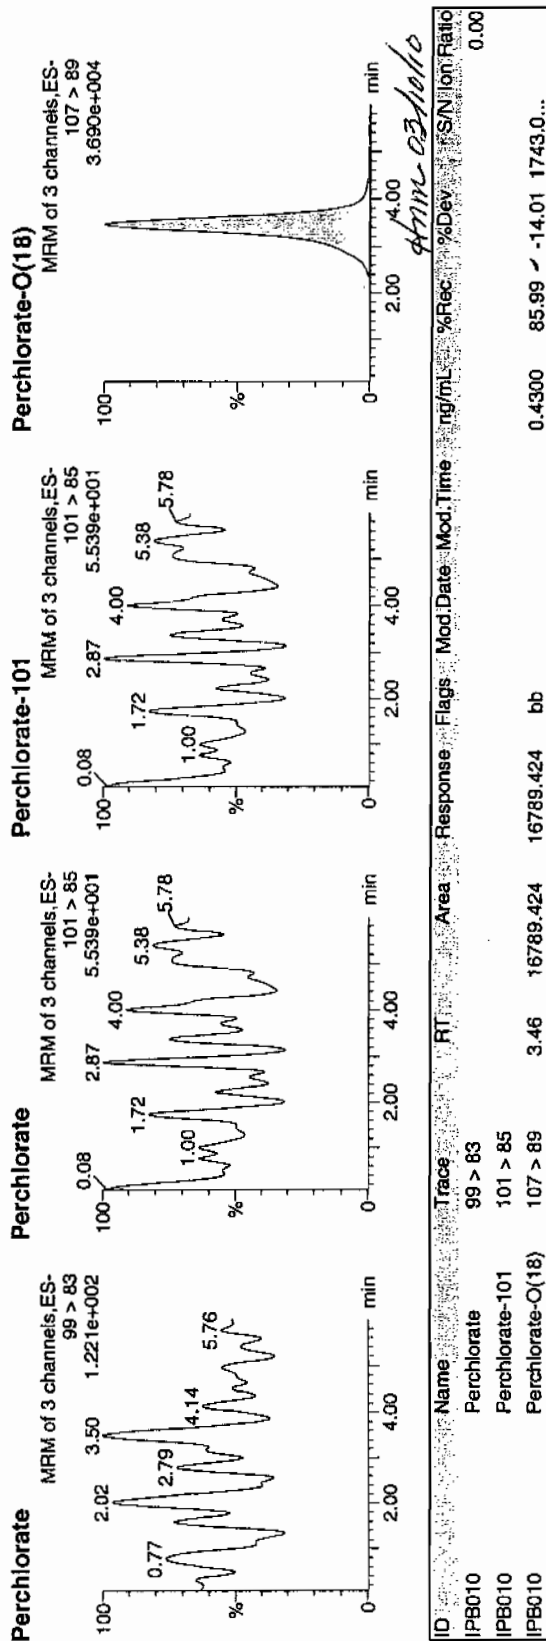 Perchlorate
MRM of 3 channels,ES-
99 > 83
1.221e+002
100
%
0
0.77
2.02
2.79
3.50
4.14
5.76
2.00
4.00
min
Perchlorate
MRM of 3 channels,ES-
101 > 85
5.539e+001
100
%
0
0.08
1.00
1.72
2.87
4.00
5.38
5.78
2.00
4.00
min
Perchlorate-101
MRM of 3 channels,ES-
101 > 85
5.539e+001
100
%
0
0.08
1.00
1.72
2.87
4.00
5.38
5.78
2.00
4.00
min
Perchlorate-O(18)
MRM of 3 channels,ES-
107 > 89
3.690e+004
100
%
0
2.00
4.00
min
03/10/10
ID Name Trace RT Area Response Flags Mod.Date Mod.Time ng/mL %Rec %Dev S/N Ion Ratio
IPB010 Perchlorate 99 > 83 0.00
IPB010 Perchlorate-101 101 > 85
IPB010 Perchlorate-O(18) 107 > 89 3.46 16789.424 16789.424 bb 0.4300 85.99 -14.01 1743.0...